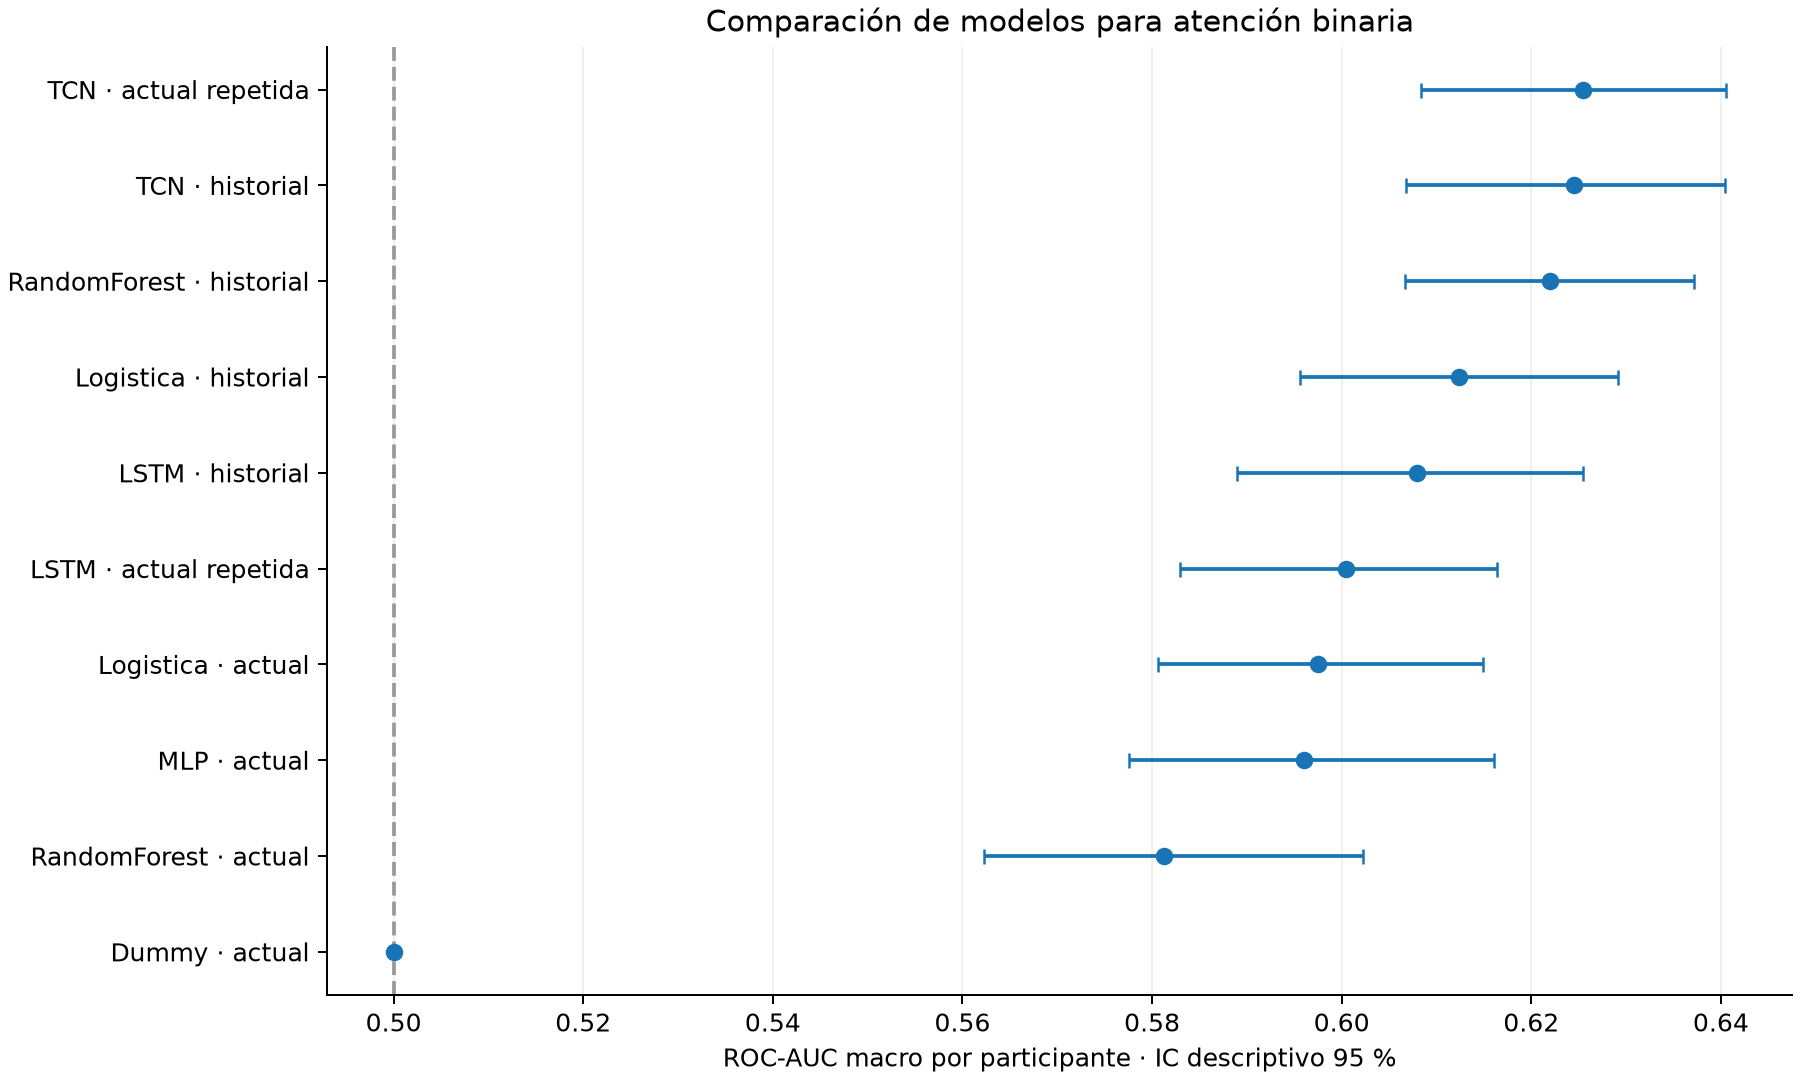 Comparación de modelos para atención binaria
TCN · actual repetida
TCN · historial
RandomForest · historial
Logistica · historial
LSTM · historial
LSTM · actual repetida
Logistica · actual
MLP · actual
RandomForest · actual
Dummy · actual
0.50 0.52 0.54 0.56 0.58 0.60 0.62 0.64
ROC-AUC macro por participante · IC descriptivo 95 %